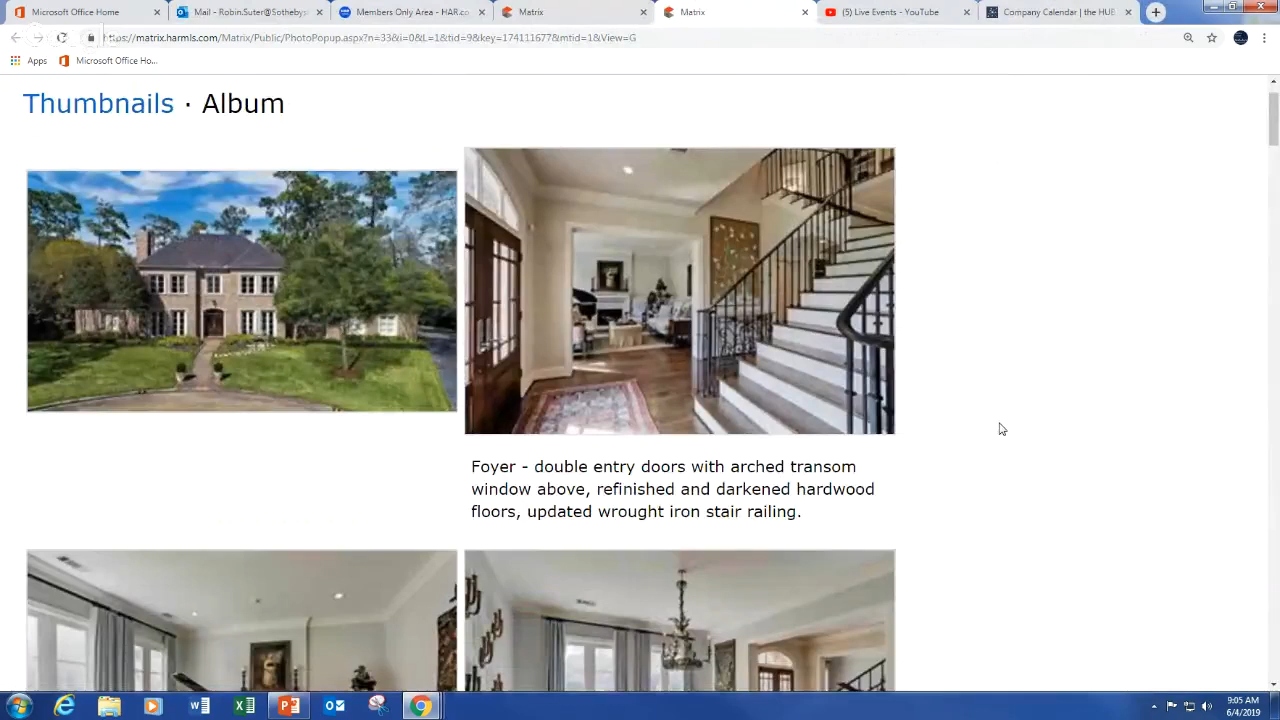 Microsoft Office Home
Mail - Robin.Suter@Sothebys
Members Only Area - HAR.co
Matrix
Matrix
(5) Live Events - YouTube
Company Calendar | the HUB
ttps://matrix.harmls.com/Matrix/Public/PhotoPopup.aspx?n=33&i=0&L=1&tid=9&key=174111677&mtid=1&View=G
Apps
Microsoft Office Ho...
Thumbnails · Album
Foyer - double entry doors with arched transom
window above, refinished and darkened hardwood
floors, updated wrought iron stair railing.
9:05 AM
6/4/2019